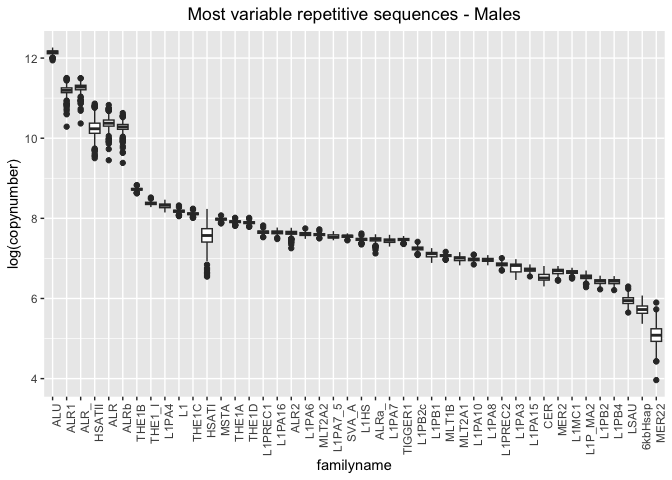 Most variable repetitive sequences - Males
log(copynumber)
12
10
8
6
4
ALU
ALR1
ALR_
HSATII
ALR
ALRb
THE1B
THE1_I
L1PA4
L1
THE1C
HSATI
MSTA
THE1A
THE1D
L1PREC1
L1PA16
ALR2
L1PA6
MLT2A2
L1PA7_5
SVA_A
L1HS
ALRa_
L1PA7
TIGGER1
L1PB2c
L1PB1
MLT1B
MLT2A1
L1PA10
L1PA8
L1PREC2
L1PA3
L1PA15
CER
MER2
L1MC1
L1P_MA2
L1PB2
L1PB4
LSAU
6kbHsap
MER22
familyname